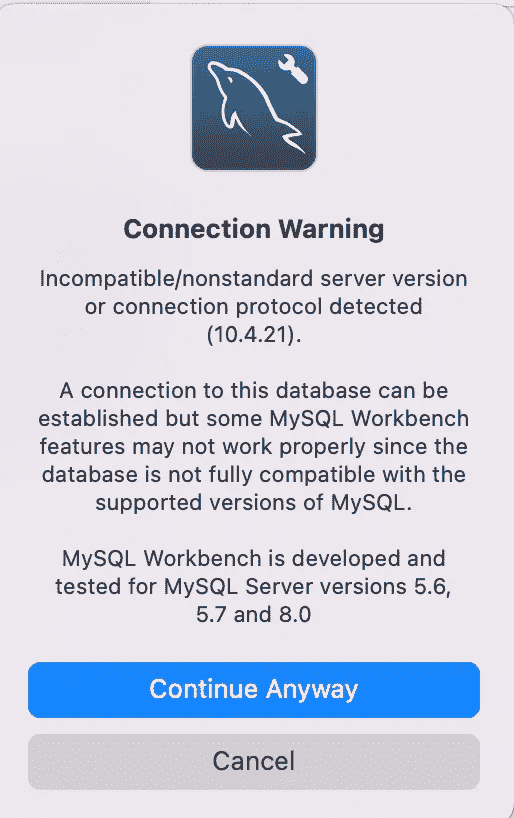 Connection Warning
Incompatible/nonstandard server version
or connection protocol detected
(10.4.21).
A connection to this database can be
established but some MySQL Workbench
features may not work properly since the
database is not fully compatible with the
supported versions of MySQL.
MySQL Workbench is developed and
tested for MySQL Server versions 5.6,
5.7 and 8.0
Continue Anyway
Cancel